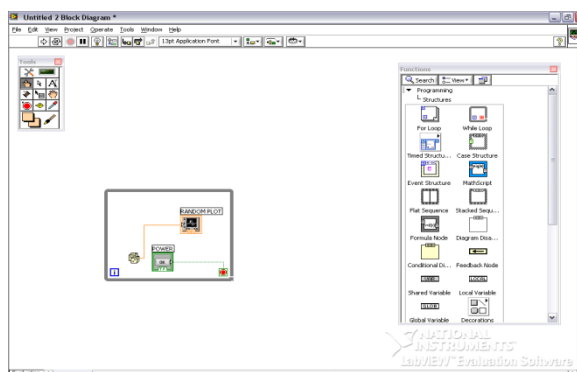 Untitled 2 Block Diagram *
File Edit View Project Operate Tools Window Help
13pt Application Font
Tools
Functions
Search View
Programming
Structures
For Loop While Loop
Timed Structu... Case Structure
Event Structure MathScript
Flat Sequence Stacked Sequ...
Formula Node Diagram Disa...
Conditional Di... Feedback Node
Shared Variable Local Variable
Global Variable Decorations
RANDOM PLOT
POWER
i
NATIONAL
INSTRUMENTS
LabVIEW Evaluation Software